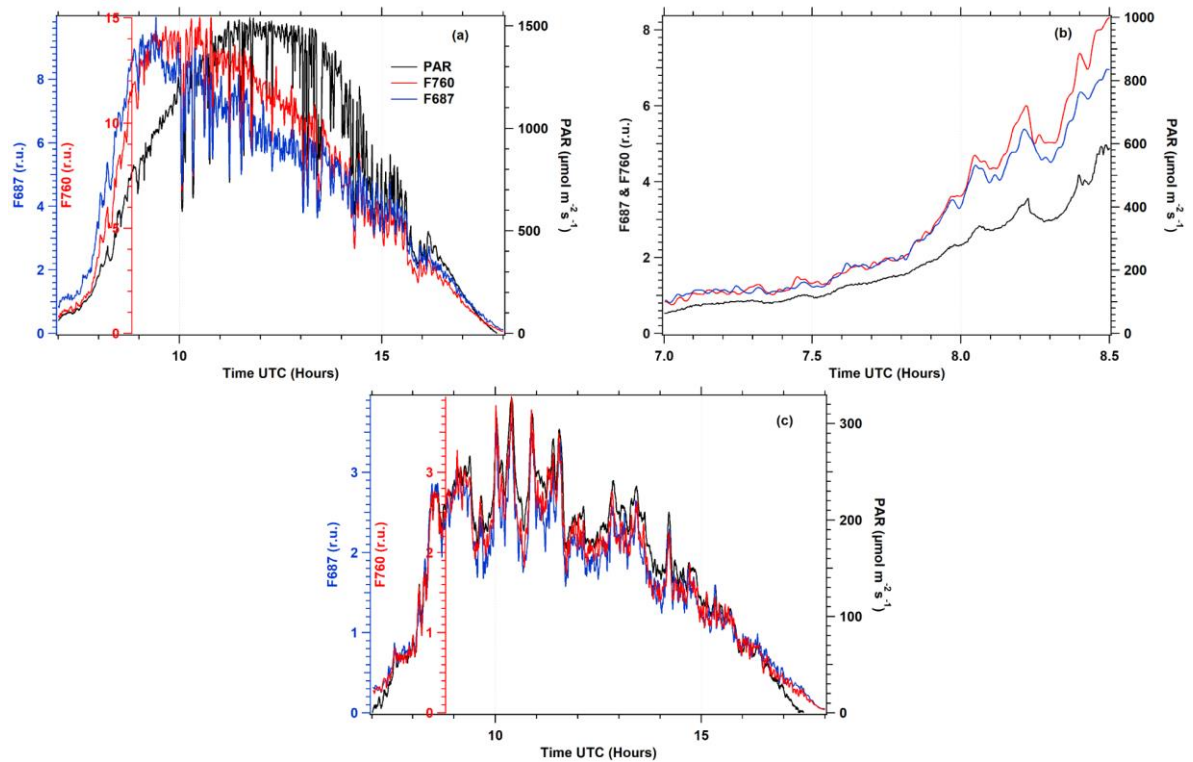 (a)
PAR
F760
F687
F687 (r.u.)
8
6
4
2
0
F760 (r.u.)
15
10
5
0
PAR (µmol m⁻² s⁻¹)
1500
1000
500
0
10
15
Time UTC (Hours)
(b)
F687 & F760 (r.u.)
8
6
4
2
0
PAR (µmol m⁻² s⁻¹)
1000
800
600
400
200
0
7.0
7.5
8.0
8.5
Time UTC (Hours)
(c)
F687 (r.u.)
3
2
1
0
F760 (r.u.)
3
2
1
0
PAR (µmol m⁻² s⁻¹)
300
200
100
0
10
15
Time UTC (Hours)